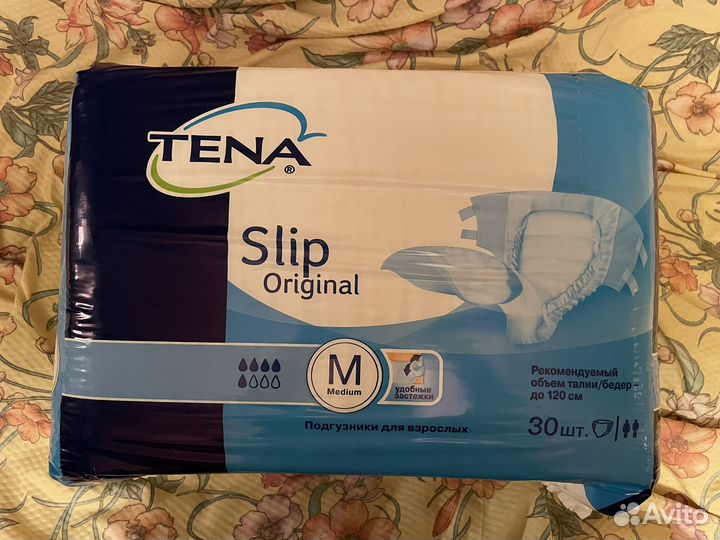 TENA
®
Slip
Original
M
Medium
удобные
застежки
Рекомендуемый
объем талии/бедер -
до 120 см
Подгузники для взрослых
30 шт.
Avito